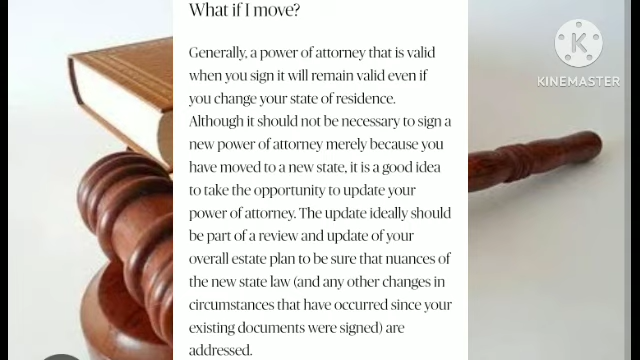 What if I move?
Generally, a power of attorney that is valid
when you sign it will remain valid even if
you change your state of residence.
Although it should not be necessary to sign a
new power of attorney merely because you
have moved to a new state, it is a good idea
to take the opportunity to update your
power of attorney. The update ideally should
be part of a review and update of your
overall estate plan to be sure that nuances of
the new state law (and any other changes in
circumstances that have occurred since your
existing documents were signed) are
addressed.
K
KINEMASTER